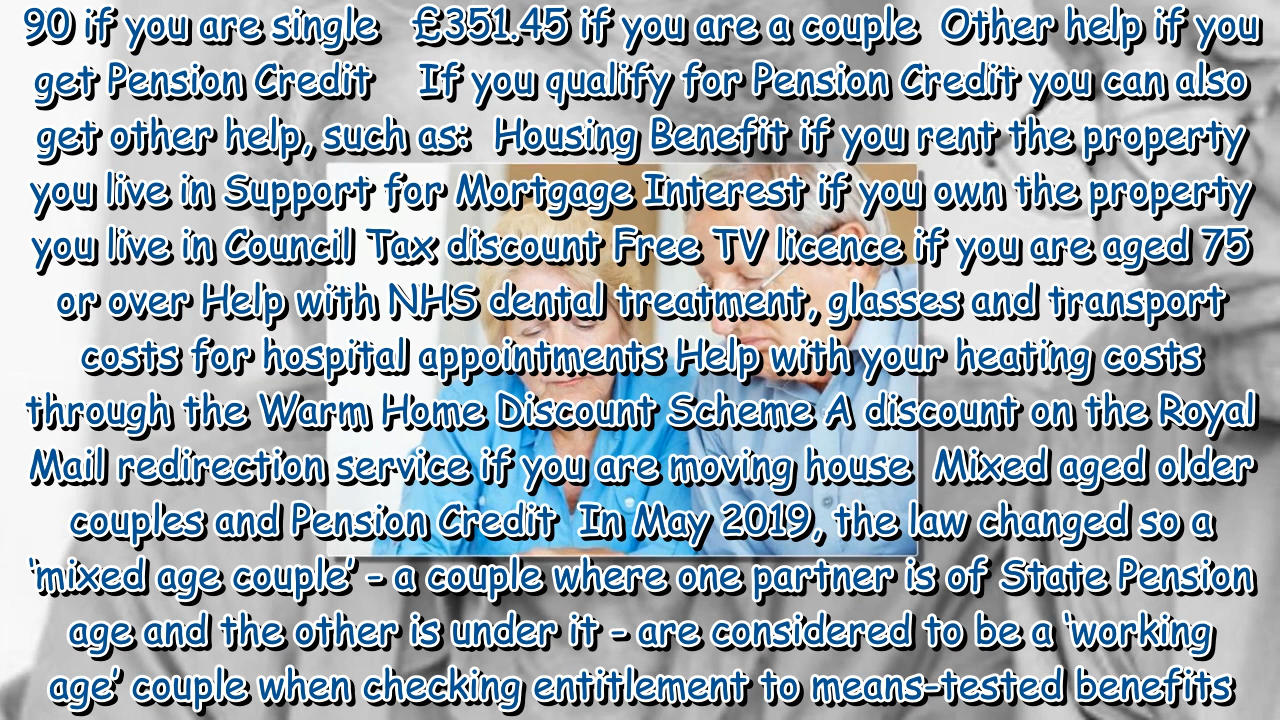 90 if you are single £351.45 if you are a couple Other help if you
get Pension Credit If you qualify for Pension Credit you can also
get other help, such as: Housing Benefit if you rent the property
you live in Support for Mortgage Interest if you own the property
you live in Council Tax discount Free TV licence if you are aged 75
or over Help with NHS dental treatment, glasses and transport
costs for hospital appointments Help with your heating costs
through the Warm Home Discount Scheme A discount on the Royal
Mail redirection service if you are moving house Mixed aged older
couples and Pension Credit In May 2019, the law changed so a
‘mixed age couple’ - a couple where one partner is of State Pension
age and the other is under it - are considered to be a ‘working
age’ couple when checking entitlement to means-tested benefits